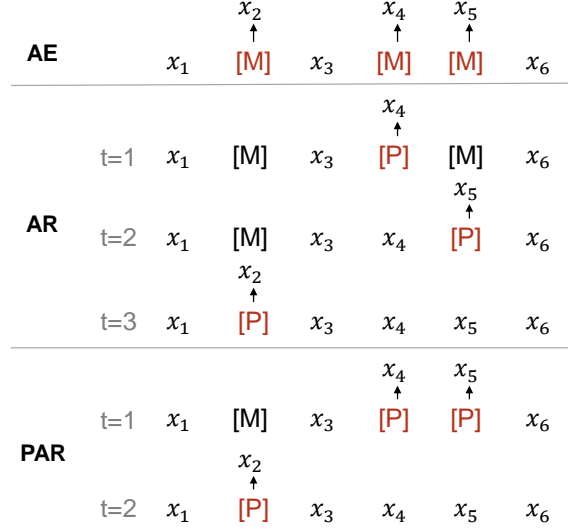 x₂ x₄ x₅
AE x₁ [M] x₃ [M] [M] x₆
x₄
t=1 x₁ [M] x₃ [P] [M] x₆
x₅
AR t=2 x₁ [M] x₃ x₄ [P] x₆
x₂
t=3 x₁ [P] x₃ x₄ x₅ x₆
x₄ x₅
t=1 x₁ [M] x₃ [P] [P] x₆
PAR
x₂
t=2 x₁ [P] x₃ x₄ x₅ x₆